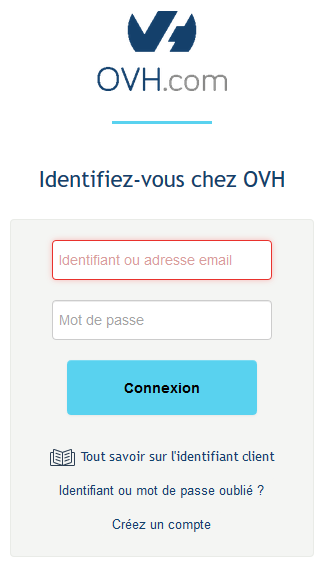 OVH.com
Identifiez-vous chez OVH
Identifiant ou adresse email
Mot de passe
Connexion
Tout savoir sur l'identifiant client
Identifiant ou mot de passe oublié ?
Créez un compte